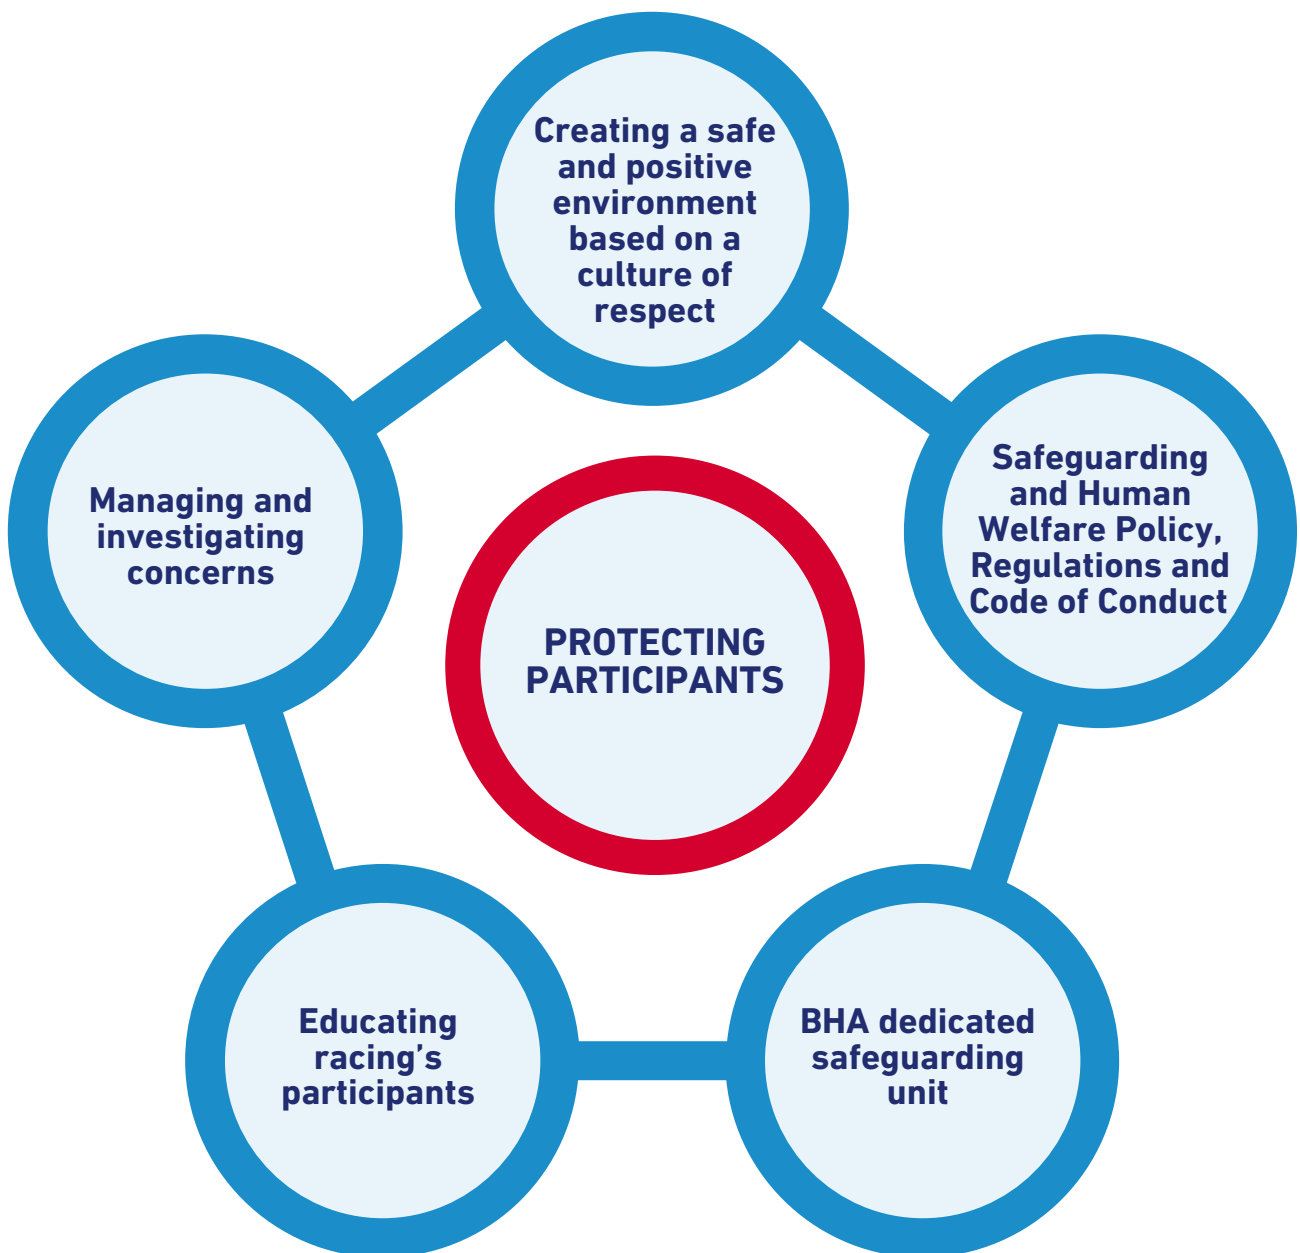 Creating a safe
and positive
environment
based on a
culture of
respect
Safeguarding
and Human
Welfare Policy,
Regulations and
Code of Conduct
BHA dedicated
safeguarding
unit
Educating
racing’s
participants
Managing and
investigating
concerns
PROTECTING
PARTICIPANTS